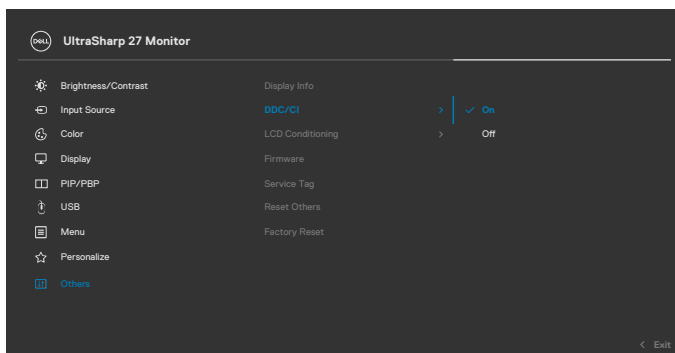 DELL UltraSharp 27 Monitor
Brightness/Contrast Display Info
Input Source DDC/CI > ✓ On
Color LCD Conditioning > Off
Display Firmware
PIP/PBP Service Tag
USB Reset Others
Menu Factory Reset
Personalize
Others
< Exit